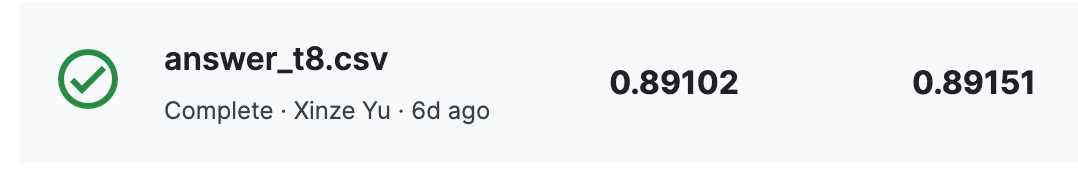 answer_t8.csv
Complete · Xinze Yu · 6d ago
0.89102
0.89151